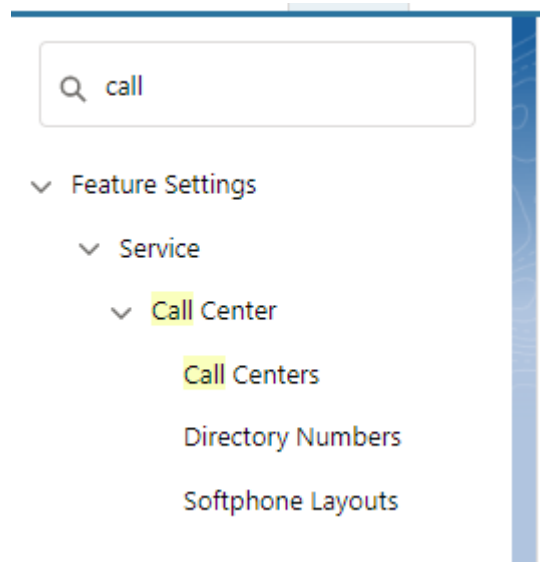 call
Feature Settings
Service
Call Center
Call Centers
Directory Numbers
Softphone Layouts